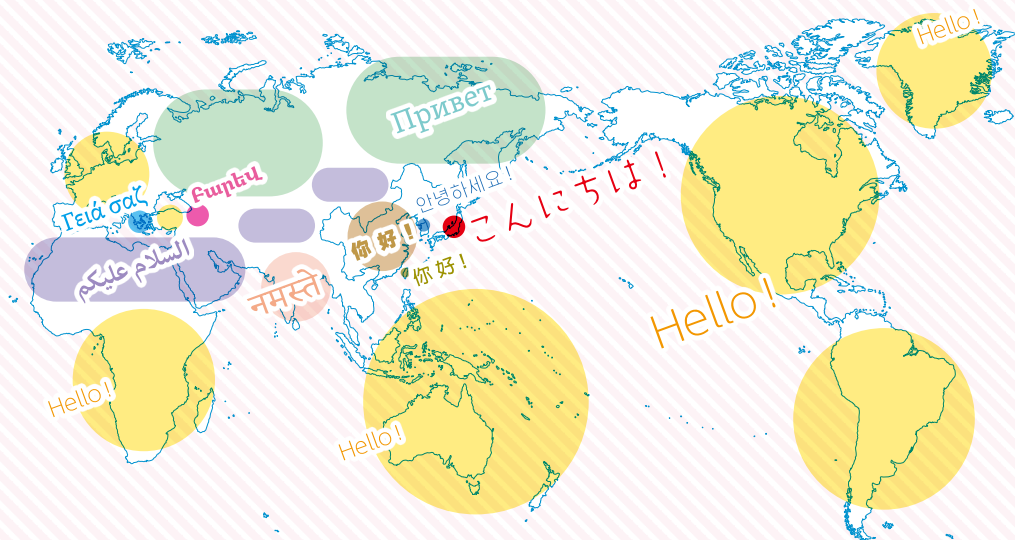 Hello!
Привет
Բարեվ
안녕하세요!
こんにちは!
Γειά σαζ
你好!
السلام عليكم
你好!
नमस्ते
Hello!
Hello!
Hello!